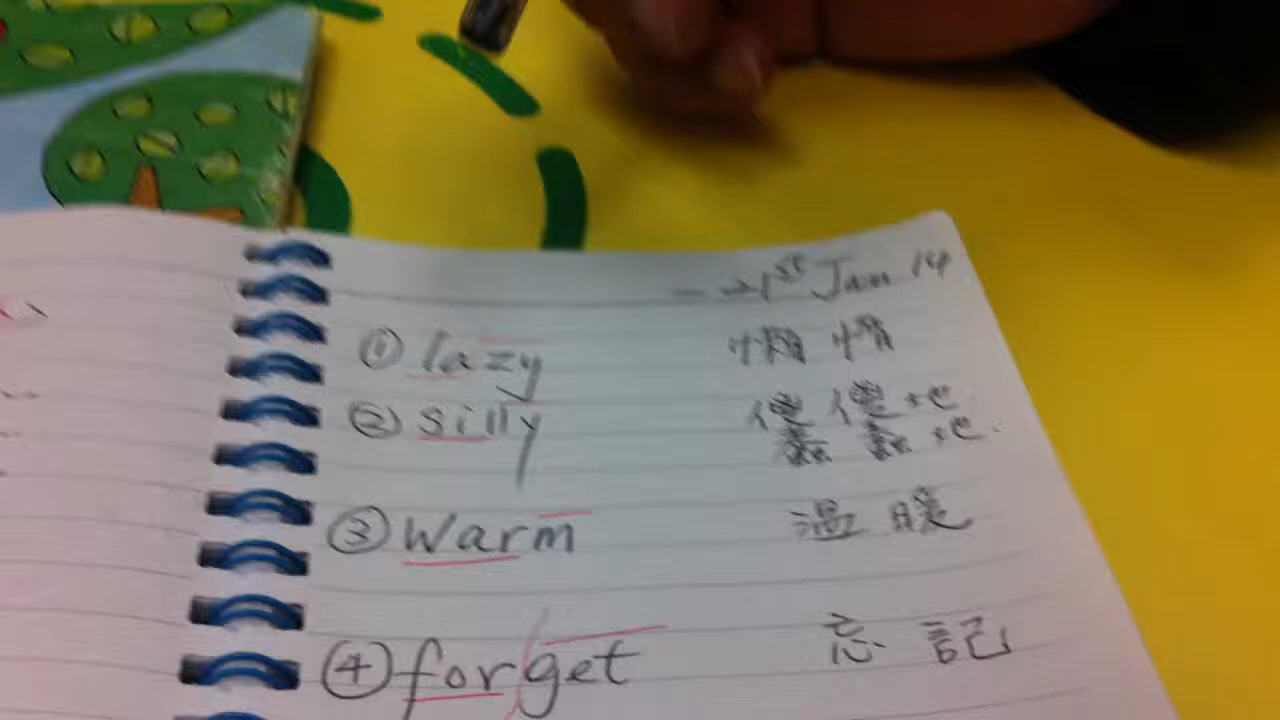 21st Jan 14
① lazy 懶惰
② silly 傻傻地
蠢蠢地
③ warm 溫暖
④ forget 忘記